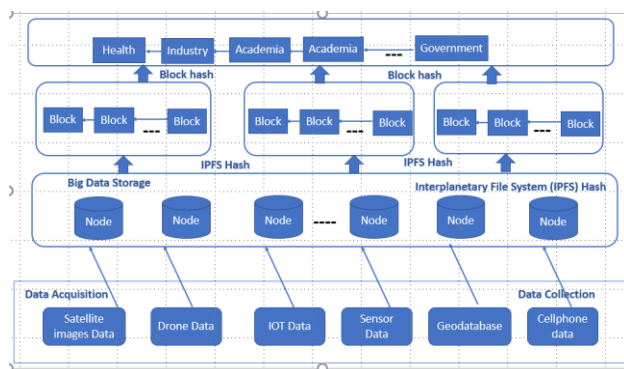 Health
Industry
Academia
Academia
---
Government
Block hash
Block hash
Block
Block
---
Block
Block
Block
---
Block
Block
Block
---
Block
IPFS Hash
IPFS Hash
Big Data Storage
Interplanetary File System (IPFS) Hash
Node
Node
Node
----
Node
Node
Node
Data Acquisition
Data Collection
Satellite
images Data
Drone Data
IOT Data
Sensor
Data
Geodatabase
Cellphone
data